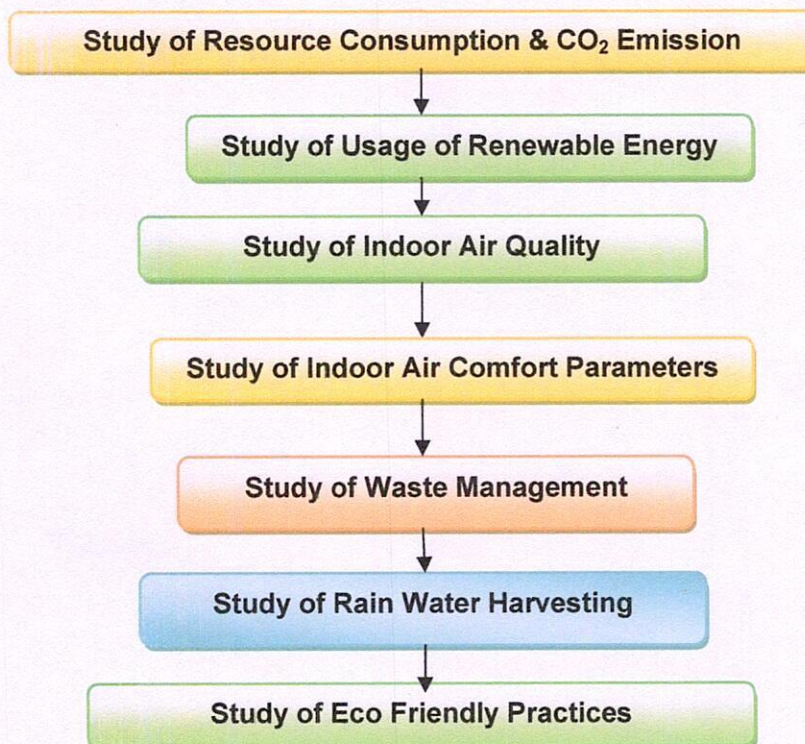 Study of Resource Consumption & CO₂ Emission
Study of Usage of Renewable Energy
Study of Indoor Air Quality
Study of Indoor Air Comfort Parameters
Study of Waste Management
Study of Rain Water Harvesting
Study of Eco Friendly Practices